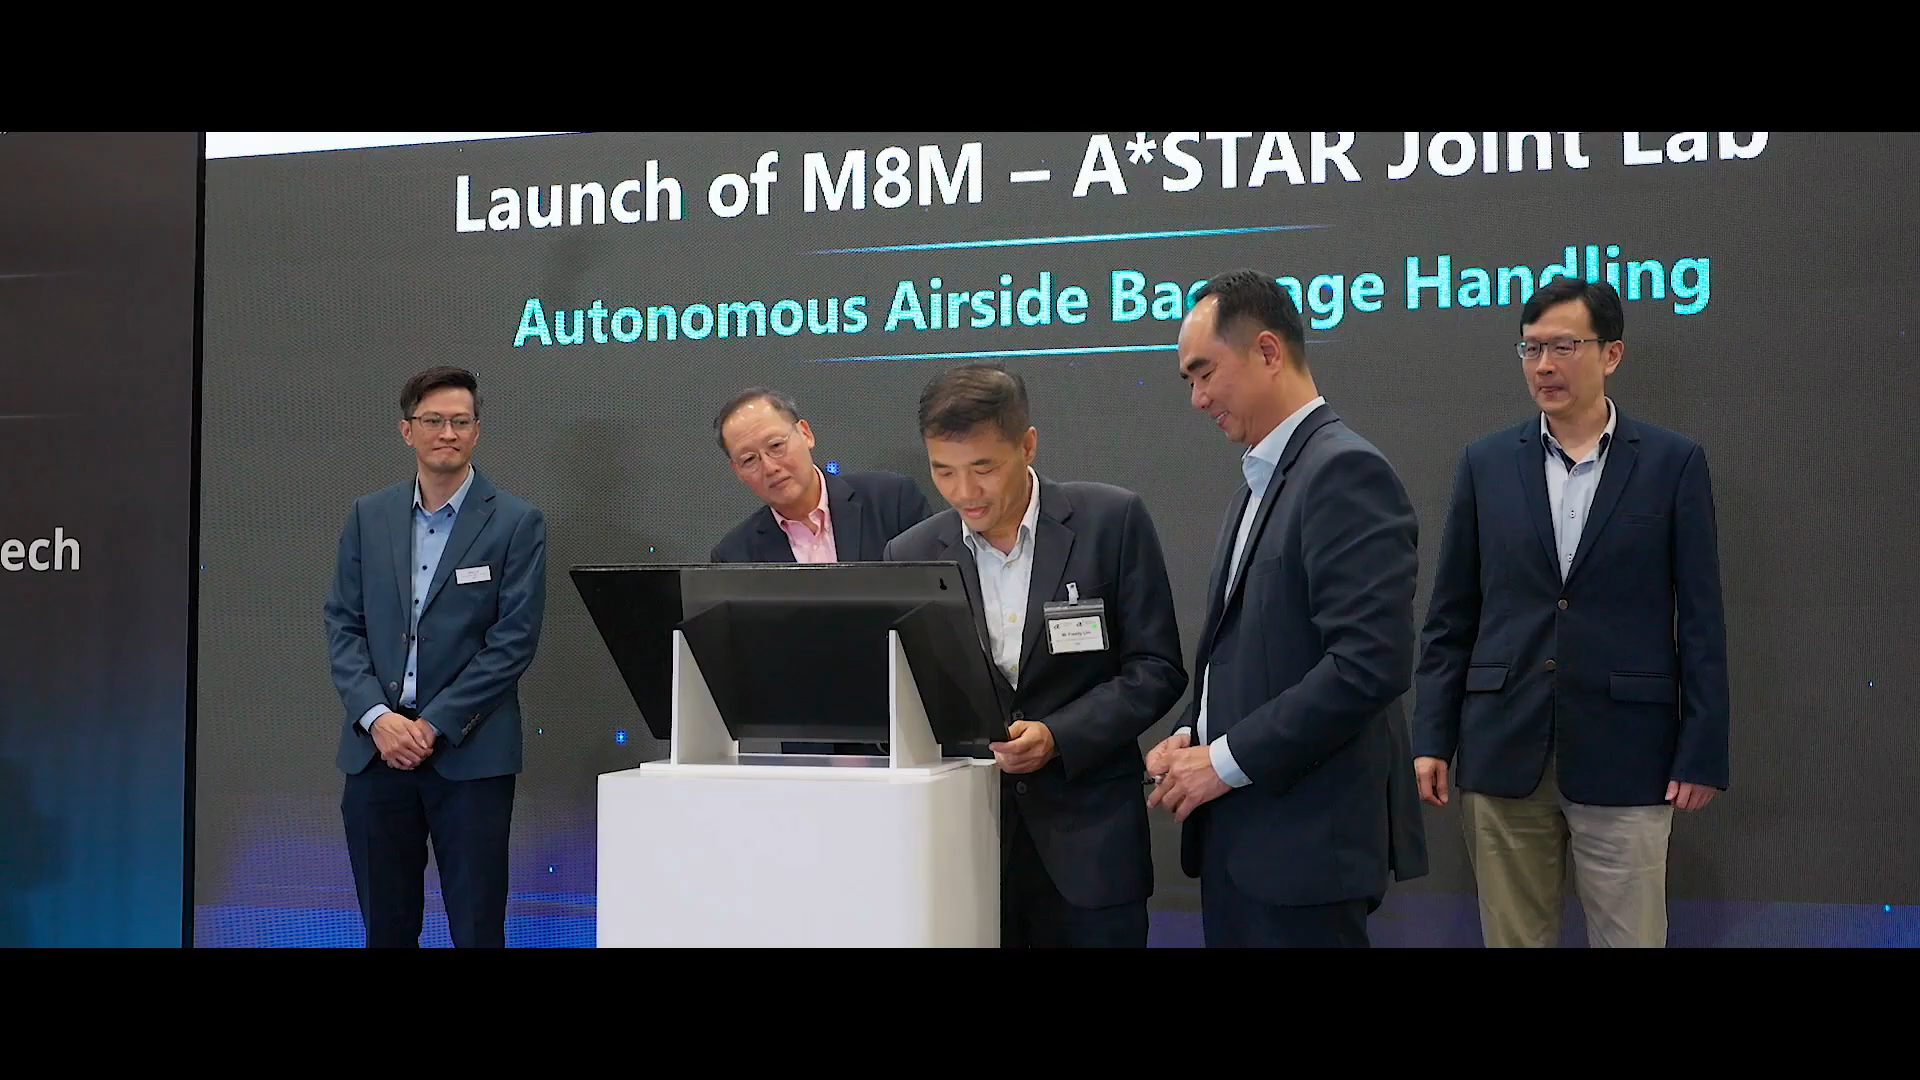 Launch of M8M – A*STAR Joint Lab
Autonomous Airside Baggage Handling
ech